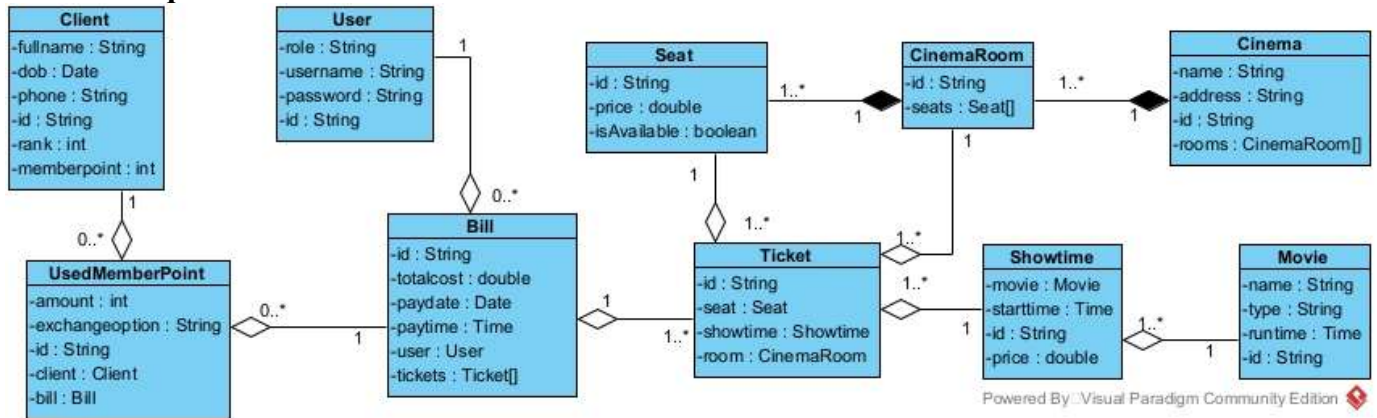 Client
-fullname : String
-dob : Date
-phone : String
-id : String
-rank : int
-memberpoint : int
User
-role : String
-username : String
-password : String
-id : String
Seat
-id : String
-price : double
-isAvailable : boolean
CinemaRoom
-id : String
-seats : Seat[]
Cinema
-name : String
-address : String
-id : String
-rooms : CinemaRoom[]
1
1..*
1
1..*
1
1
0..*
1
0..*
1
1..*
1
1..*
UsedMemberPoint
-amount : int
-exchangeoption : String
-id : String
-client : Client
-bill : Bill
0..*
1
Bill
-id : String
-totalcost : double
-paydate : Date
-paytime : Time
-user : User
-tickets : Ticket[]
1
1..*
Ticket
-id : String
-seat : Seat
-showtime : Showtime
-room : CinemaRoom
1..*
1
Showtime
-movie : Movie
-starttime : Time
-id : String
-price : double
1..*
1
Movie
-name : String
-type : String
-runtime : Time
-id : String
Powered By Visual Paradigm Community Edition